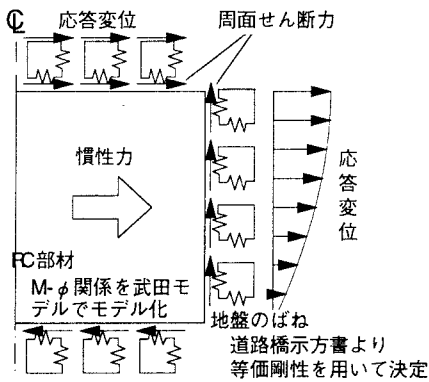 ℄
応答変位
周面せん断力
慣性力
応答変位
RC部材
M-φ関係を武田モ
デルでモデル化
地盤のばね
道路橋示方書より
等価剛性を用いて決定